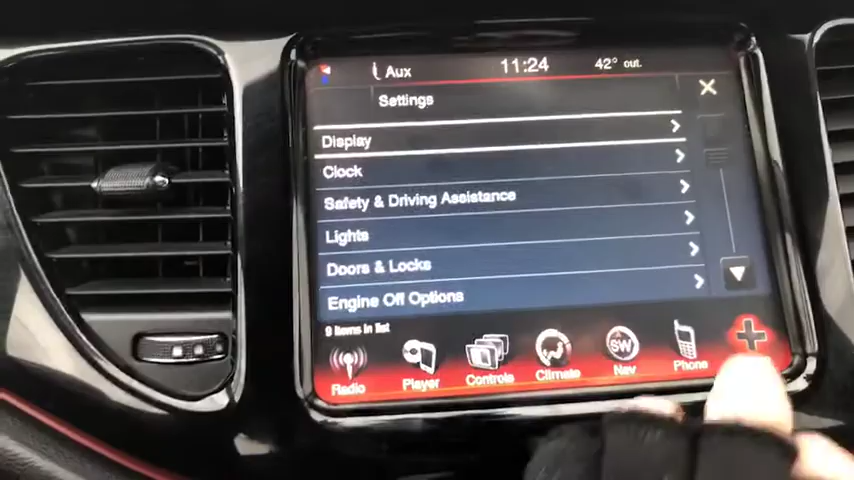 Aux 11:24 42° out
Settings
Display
Clock
Safety & Driving Assistance
Lights
Doors & Locks
Engine Off Options
9 Items in list
SW
Radio Player Controls Climate Nav Phone